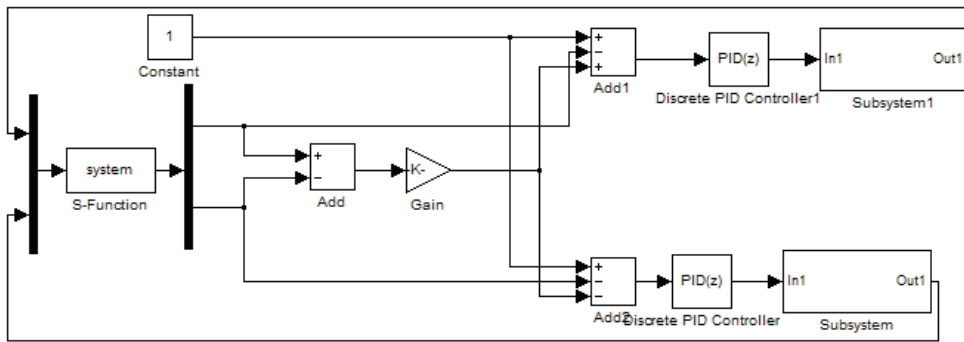 1
Constant
+
−
+
Add1
PID(z)
Discrete PID Controller1
In1
Out1
Subsystem1
system
S-Function
+
−
Add
K-
Gain
+
−
−
Add2
PID(z)
Discrete PID Controller
In1
Out1
Subsystem